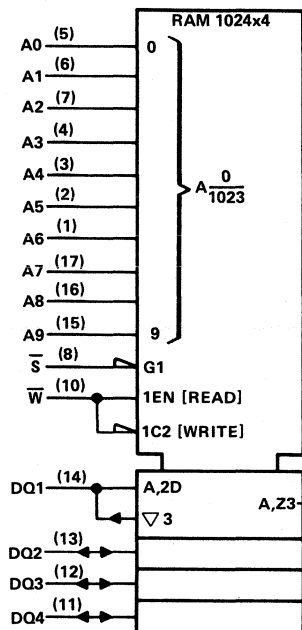 RAM 1024x4
A0 (5) 0
A1 (6)
A2 (7)
A3 (4)
A4 (3) A 0/1023
A5 (2)
A6 (1)
A7 (17)
A8 (16)
A9 (15) 9
S̅ (8) G1
W̅ (10) 1EN [READ]
1C2 [WRITE]
DQ1 (14) A,2D
A,Z3
▽ 3
DQ2 (13)
DQ3 (12)
DQ4 (11)